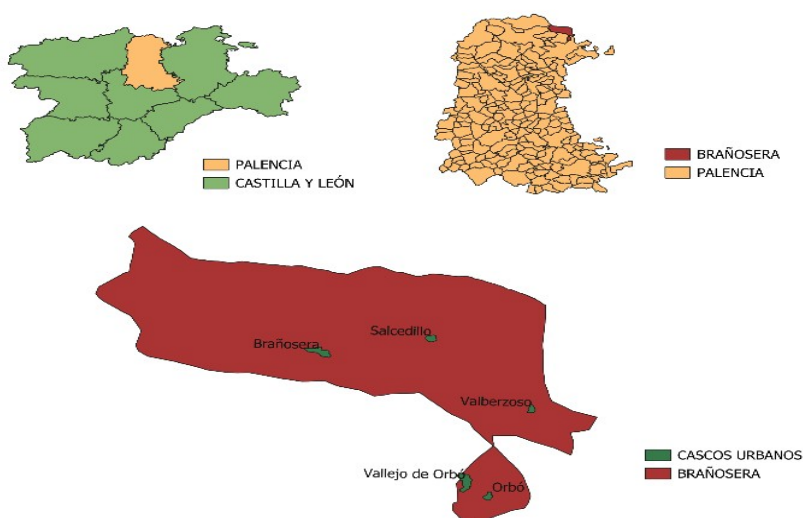 PALENCIA
CASTILLA Y LEÓN
BRAÑOSERA
PALENCIA
Salcedillo
Brañosera
Valberzoso
Vallejo de Orbó
Orbó
CASCOS URBANOS
BRAÑOSERA